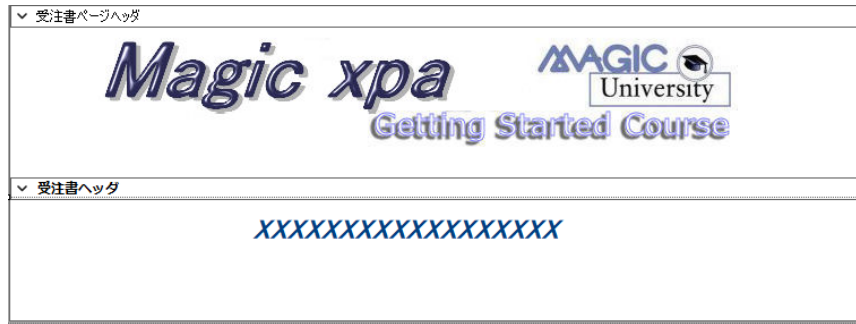 受注書ページヘッダ
Magic xpa
MAGIC
University
Getting Started Course
受注書ヘッダ
XXXXXXXXXXXXXXXXXXX